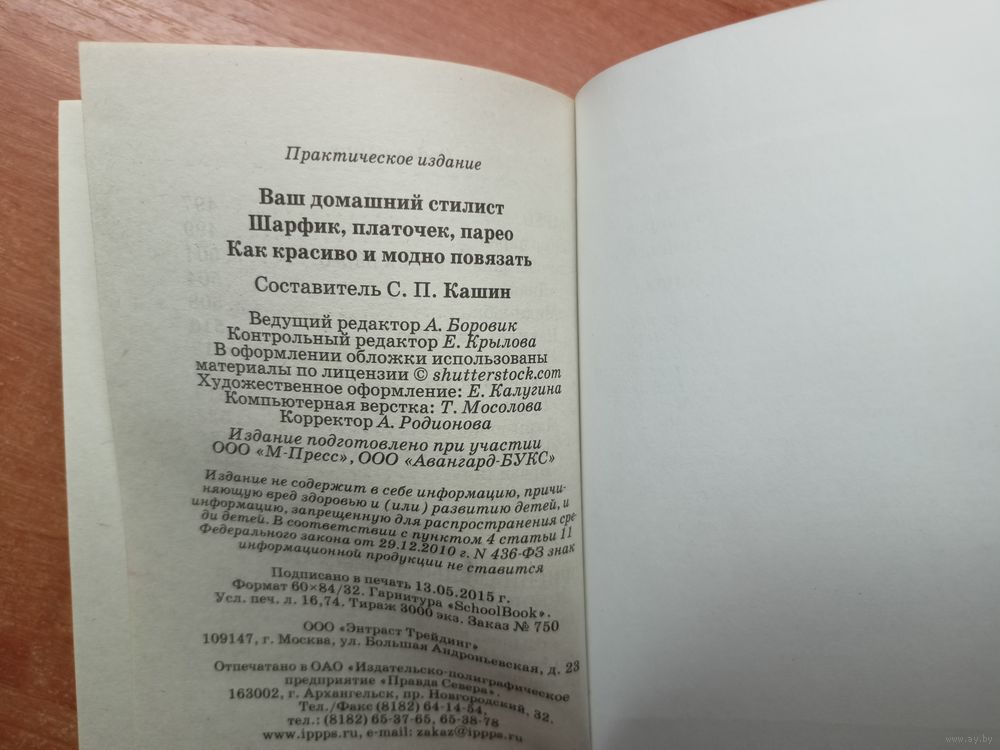 Практическое издание
Ваш домашний стилист
Шарфик, платочек, парео
Как красиво и модно повязать
Составитель С. П. Кашин
Ведущий редактор А. Боровик
Контрольный редактор Е. Крылова
В оформлении обложки использованы
материалы по лицензии © shutterstock.com
Художественное оформление: Е. Калугина
Компьютерная верстка: Т. Мосолова
Корректор А. Родионова
Издание подготовлено при участии
ООО «М-Пресс», ООО «Авангард-БУКС»
Издание не содержит в себе информацию, причи-
няющую вред здоровью и (или) развитию детей, и
информацию, запрещенную для распространения сре-
ди детей. В соответствии с пунктом 4 статьи 11
Федерального закона от 29.12.2010 г. N 436-ФЗ знак
информационной продукции не ставится
Подписано в печать 13.05.2015 г.
Формат 60×84/32. Гарнитура «SchoolBook».
Усл. печ. л. 16,74. Тираж 3000 экз. Заказ № 750
ООО «Энтраст Трейдинг»
109147, г. Москва, ул. Большая Андроньевская, д. 23
Отпечатано в ОАО «Издательско-полиграфическое
предприятие «Правда Севера».
163002, г. Архангельск, пр. Новгородский, 32.
Тел./Факс (8182) 64-14-54,
тел.: (8182) 65-37-65, 65-38-78
www.ippps.ru, e-mail: zakaz@ippps.ru
www.ay.by